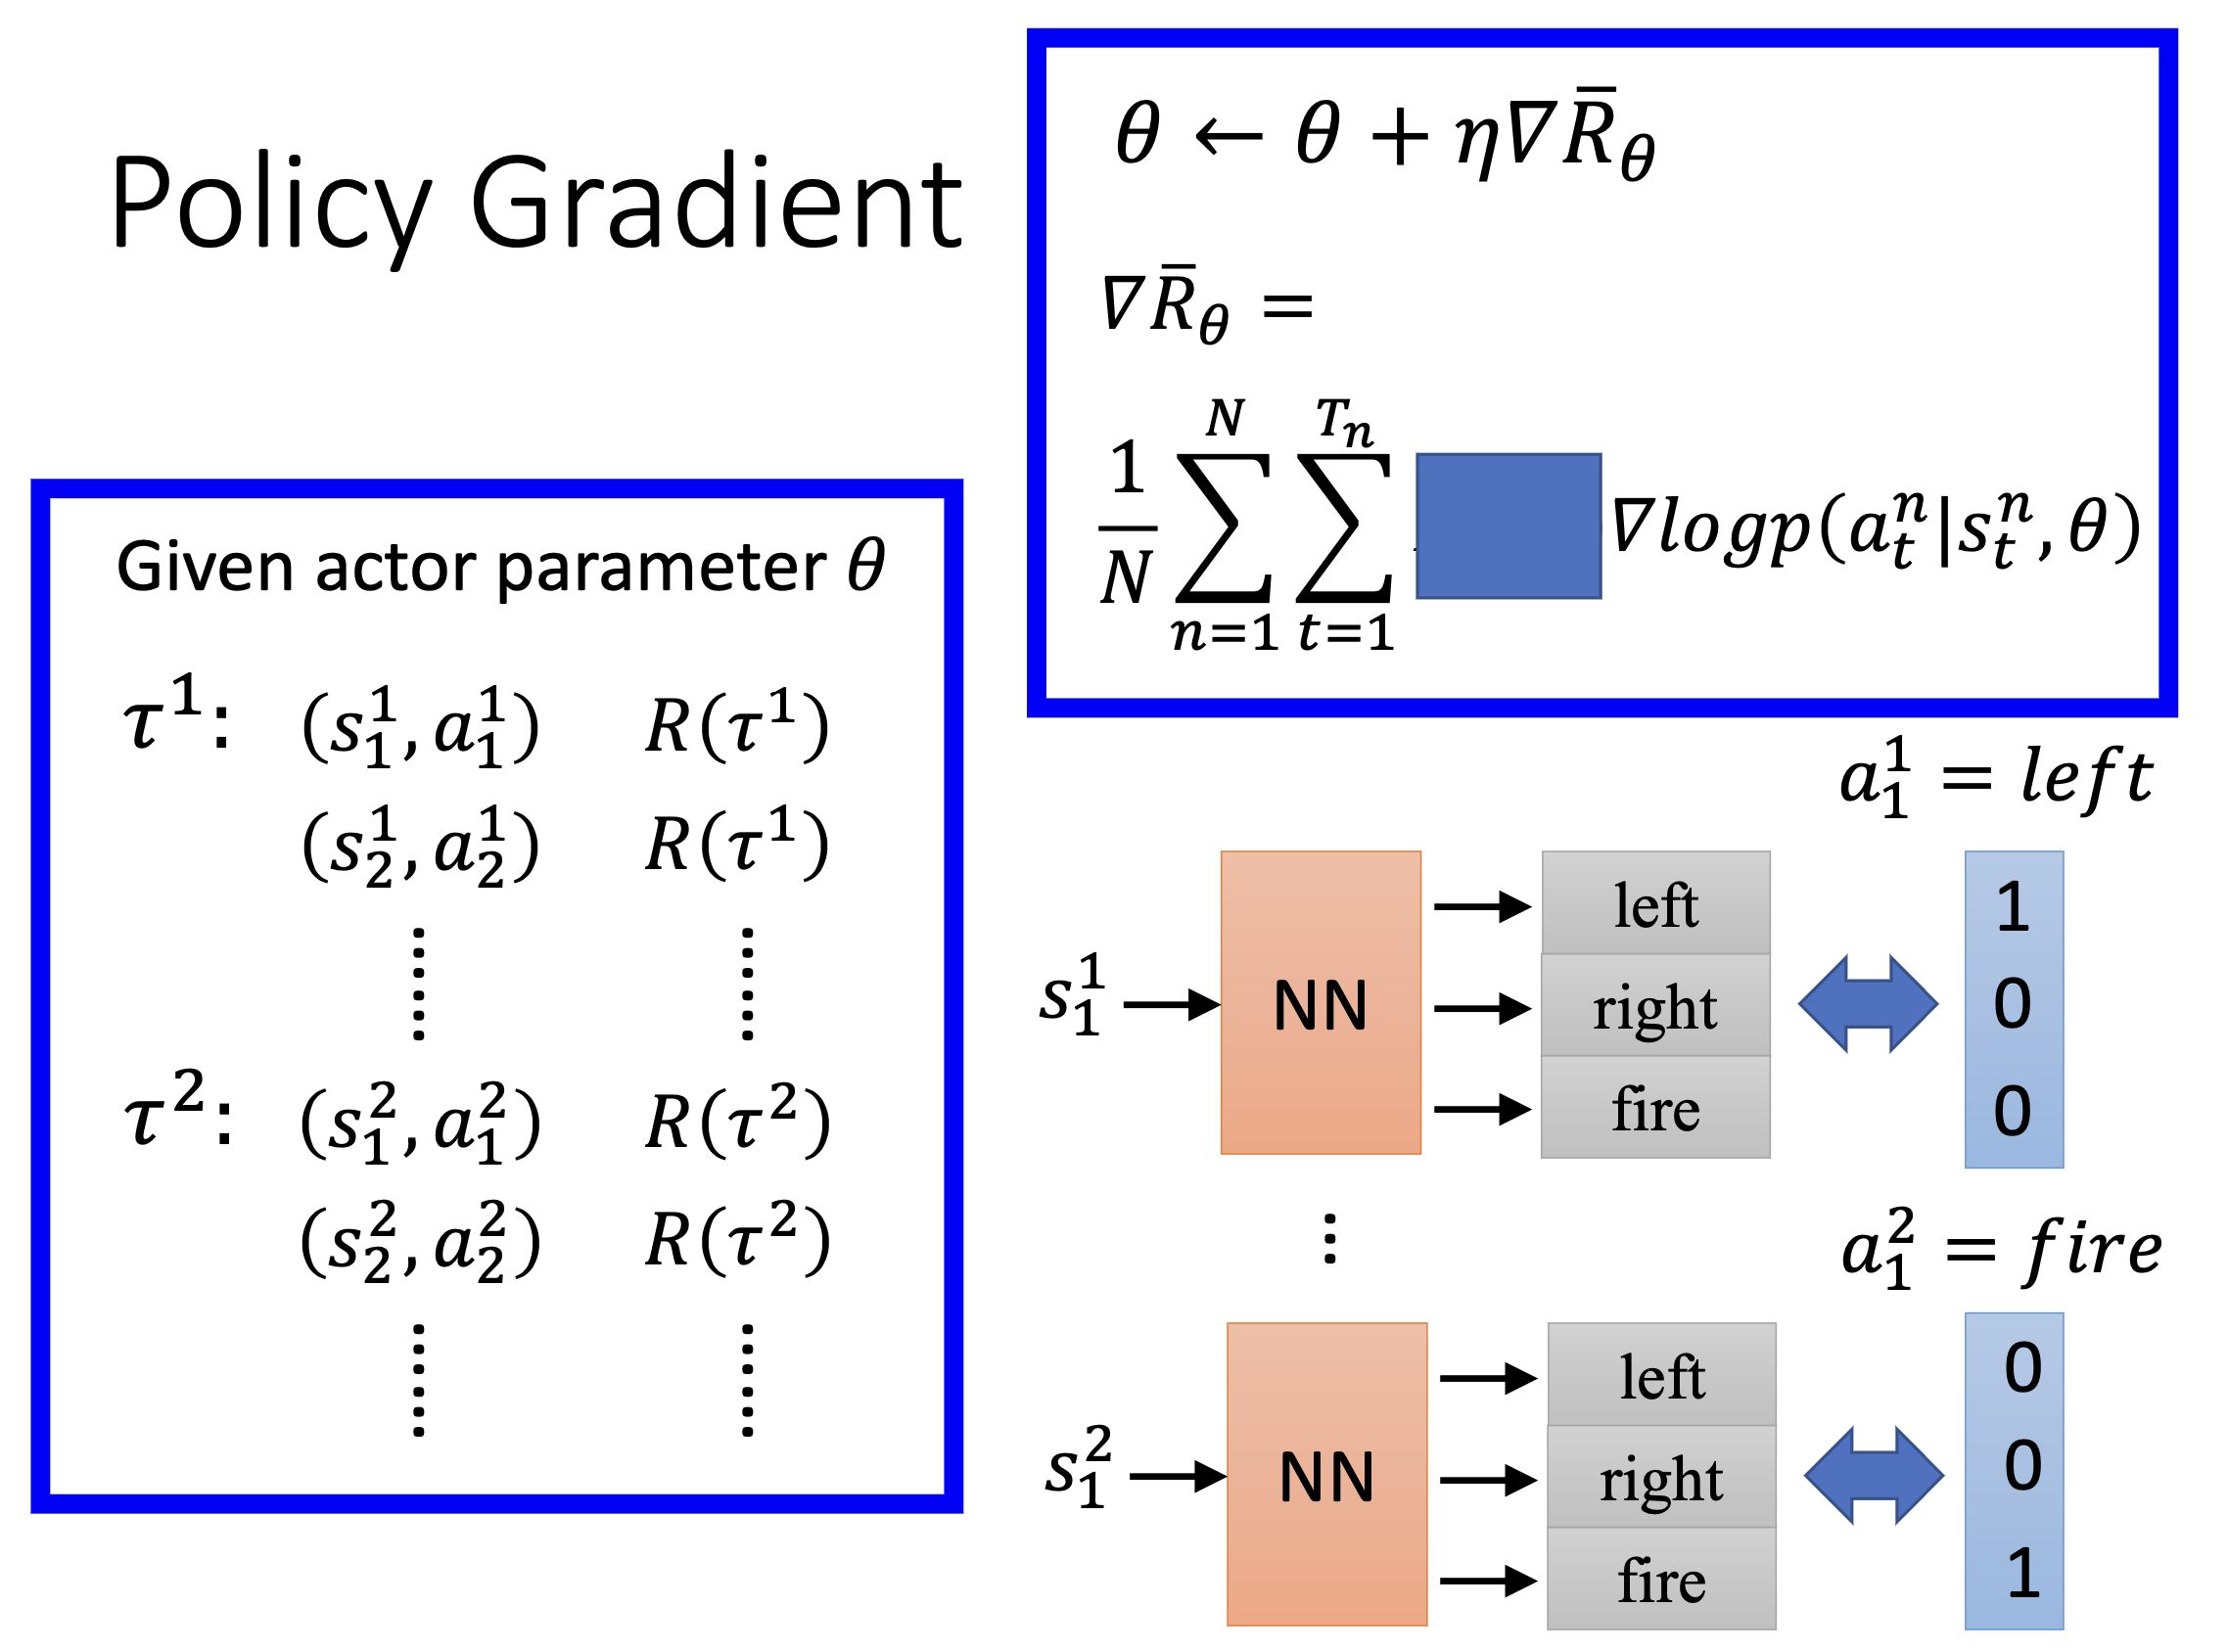 Policy Gradient
θ ← θ + η∇R̄_θ
∇R̄_θ =
1/N ∑_{n=1}^{N} ∑_{t=1}^{T_n} ∇logp(a_t^n|s_t^n, θ)
Given actor parameter θ
τ^1: (s_1^1, a_1^1) R(τ^1)
(s_2^1, a_2^1) R(τ^1)
τ^2: (s_1^2, a_1^2) R(τ^2)
(s_2^2, a_2^2) R(τ^2)
a_1^1 = left
s_1^1
NN
left
right
fire
1
0
0
a_1^2 = fire
s_1^2
NN
left
right
fire
0
0
1